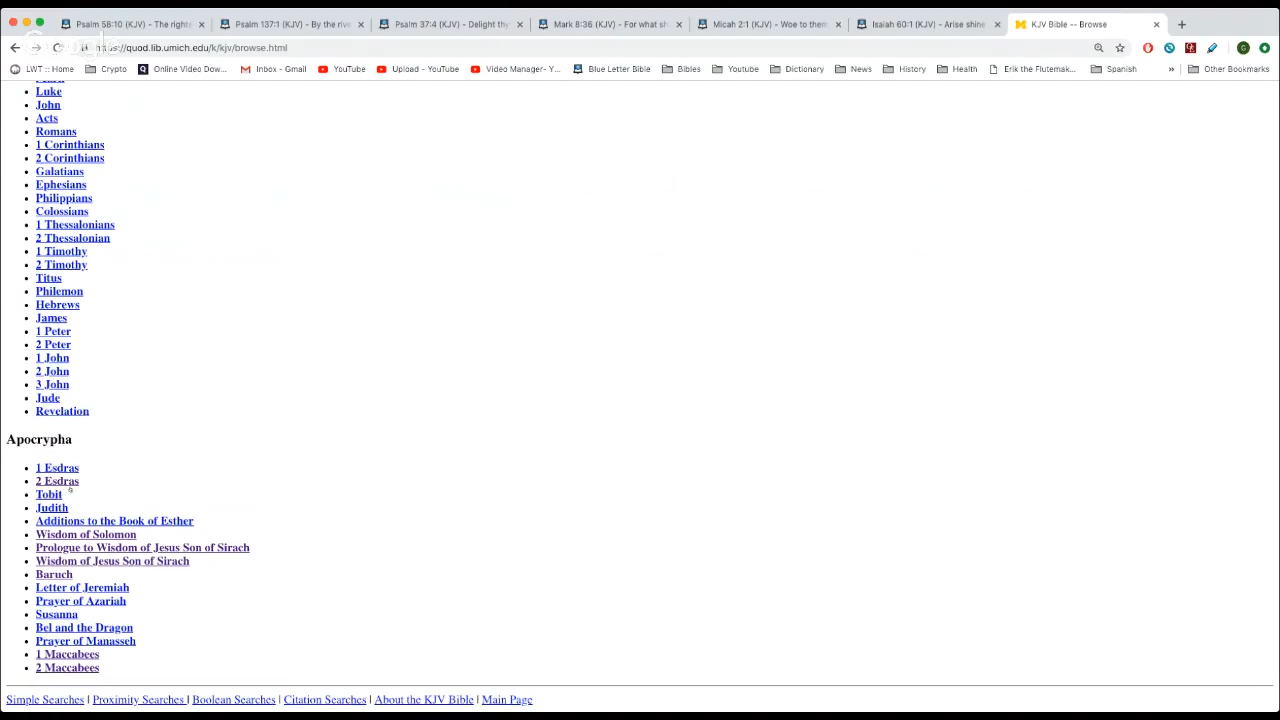 Psalm 58:10 (KJV) - The righte
Psalm 137:1 (KJV) - By the rive
Psalm 37:4 (KJV) - Delight thy
Mark 8:36 (KJV) - For what sh
Micah 2:1 (KJV) - Woe to them
Isaiah 60:1 (KJV) - Arise shine
KJV Bible -- Browse
https://quod.lib.umich.edu/k/kjv/browse.html
LWT :: Home
Crypto
Online Video Dow...
Inbox - Gmail
YouTube
Upload - YouTube
Video Manager- Y...
Blue Letter Bible
Bibles
Youtube
Dictionary
News
History
Health
Erik the Flutemak...
Spanish
»
Other Bookmarks
Luke
John
Acts
Romans
1 Corinthians
2 Corinthians
Galatians
Ephesians
Philippians
Colossians
1 Thessalonians
2 Thessalonian
1 Timothy
2 Timothy
Titus
Philemon
Hebrews
James
1 Peter
2 Peter
1 John
2 John
3 John
Jude
Revelation
Apocrypha
1 Esdras
2 Esdras
Tobit
Judith
Additions to the Book of Esther
Wisdom of Solomon
Prologue to Wisdom of Jesus Son of Sirach
Wisdom of Jesus Son of Sirach
Baruch
Letter of Jeremiah
Prayer of Azariah
Susanna
Bel and the Dragon
Prayer of Manasseh
1 Maccabees
2 Maccabees
Simple Searches | Proximity Searches | Boolean Searches | Citation Searches | About the KJV Bible | Main Page